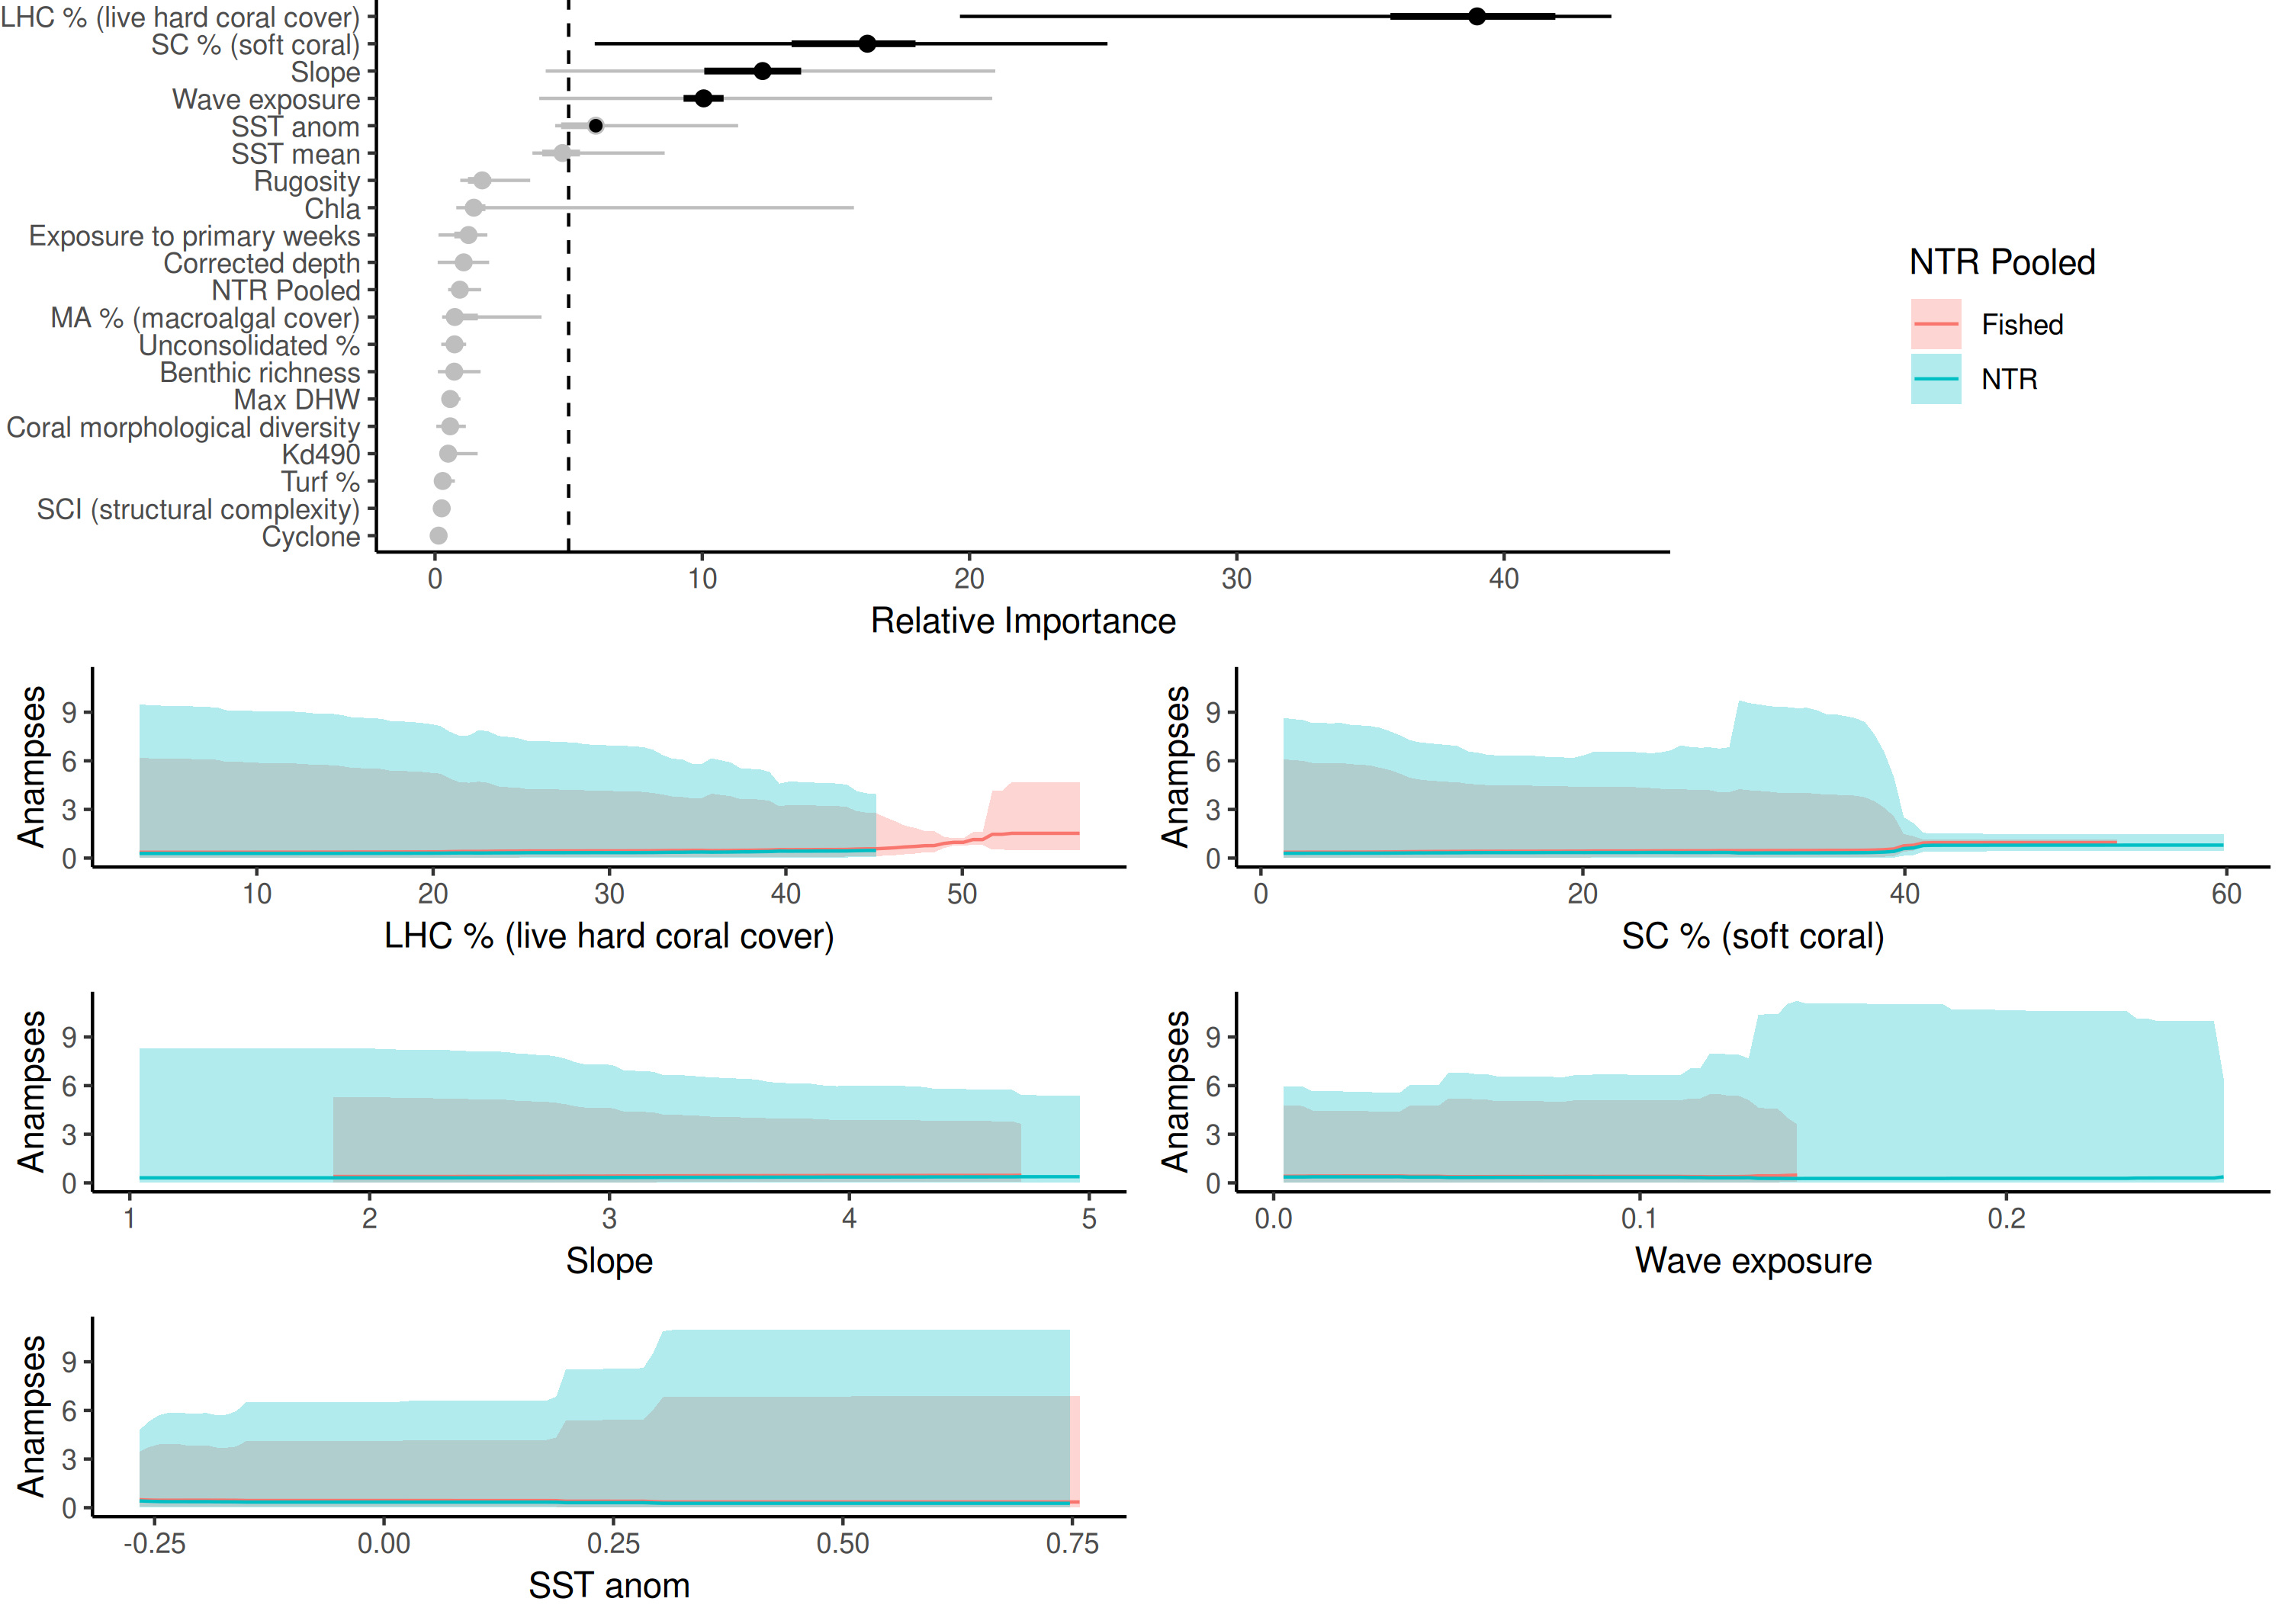 LHC % (live hard coral cover)
SC % (soft coral)
Slope
Wave exposure
SST anom
SST mean
Rugosity
Chla
Exposure to primary weeks
Corrected depth
NTR Pooled
MA % (macroalgal cover)
Unconsolidated %
Benthic richness
Max DHW
Coral morphological diversity
Kd490
Turf %
SCI (structural complexity)
Cyclone
0 10 20 30 40
Relative Importance
NTR Pooled
Fished
NTR
Anampses
9
6
3
0
10 20 30 40 50
LHC % (live hard coral cover)
Anampses
9
6
3
0
0 20 40 60
SC % (soft coral)
Anampses
9
6
3
0
1 2 3 4 5
Slope
Anampses
9
6
3
0
0.0 0.1 0.2
Wave exposure
Anampses
9
6
3
0
-0.25 0.00 0.25 0.50 0.75
SST anom